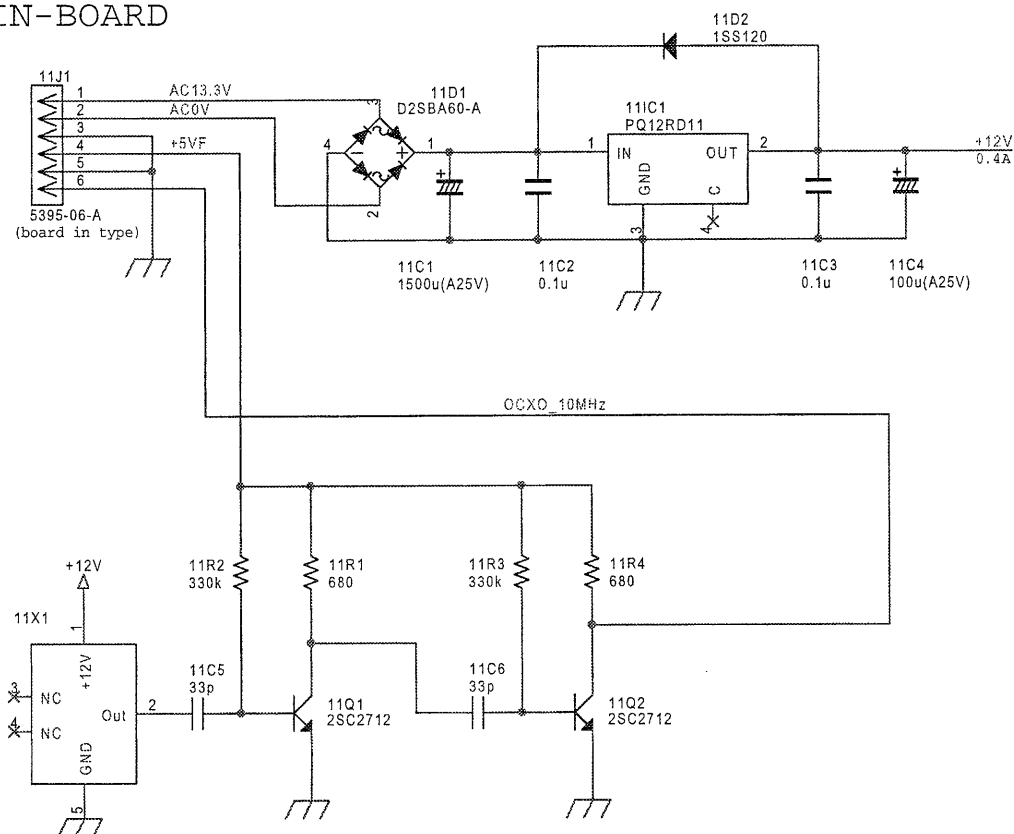 IN-BOARD
11D2
1SS120
11J1
1
AC13.3V
2
AC0V
3
4
+5VF
5
6
5395-06-A
(board in type)
11D1
D2SBA60-A
3
4
1
2
11IC1
PQ12RD11
1
IN
OUT
2
GND
C
3
4
+12V
0.4A
+
+
11C1
1500u(A25V)
11C2
0.1u
11C3
0.1u
11C4
100u(A25V)
OCXO_10MHz
11R2
330k
11R1
680
11R3
330k
11R4
680
+12V
11X1
1
+12V
3
NC
4
NC
Out
2
GND
5
11C5
33p
11Q1
2SC2712
11C6
33p
11Q2
2SC2712